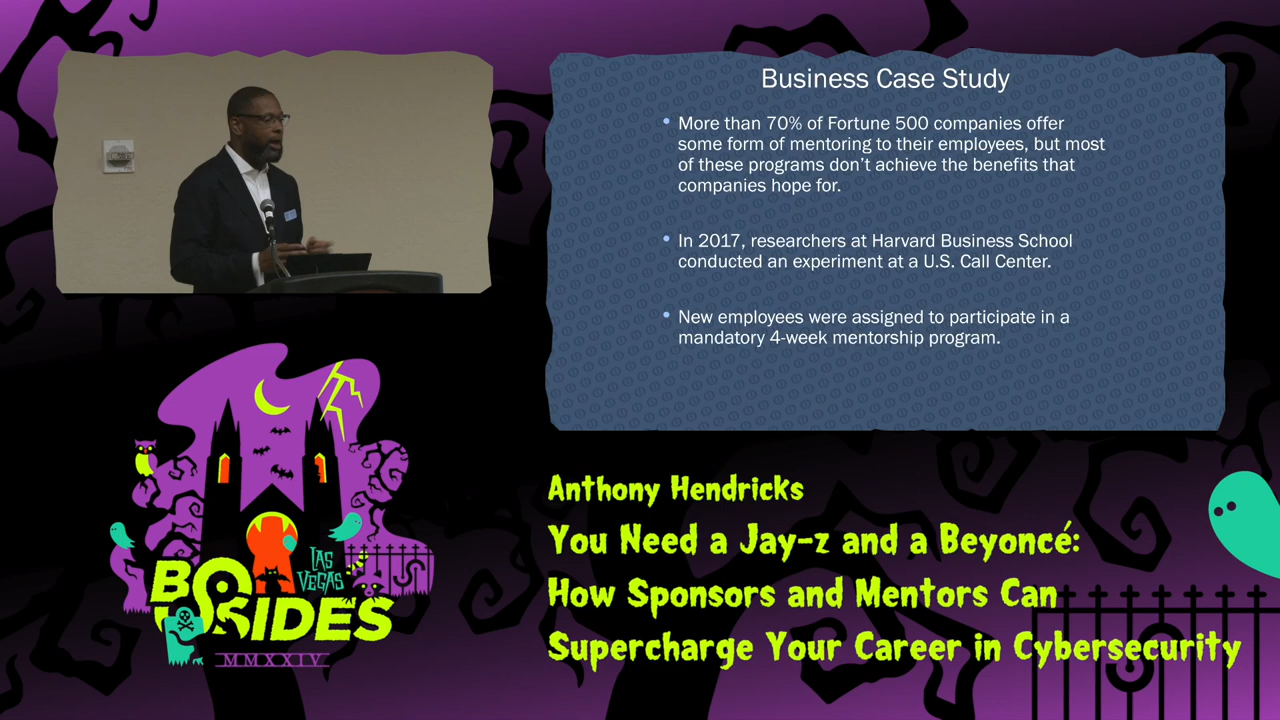 Business Case Study
• More than 70% of Fortune 500 companies offer
some form of mentoring to their employees, but most
of these programs don't achieve the benefits that
companies hope for.
• In 2017, researchers at Harvard Business School
conducted an experiment at a U.S. Call Center.
• New employees were assigned to participate in a
mandatory 4-week mentorship program.
LAS
VEGAS
BSIDES
MMXXIV
Anthony Hendricks
You Need a Jay-z and a Beyoncé:
How Sponsors and Mentors Can
Supercharge Your Career in Cybersecurity